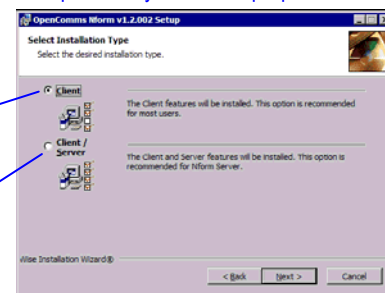 OpenComms Nform v1.2.002 Setup
Select Installation Type
Select the desired installation type.
Client
The Client features will be installed. This option is recommended
for most users.
Client /
Server
The Client and Server features will be installed. This option is
recommended for Nform Server.
Wise Installation Wizard®
< Back
Next >
Cancel